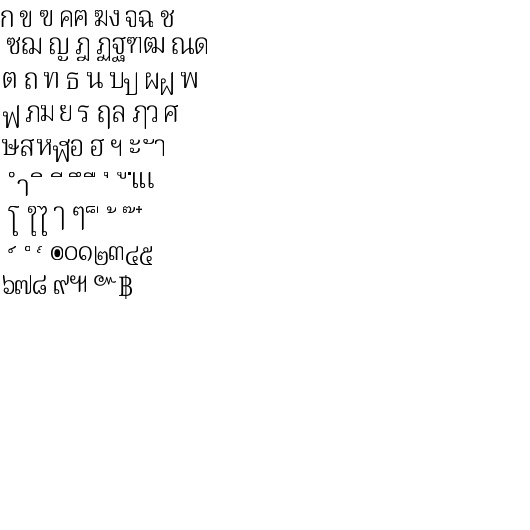 ก ข ฃ คฅ ฆง จฉ ช
ซฌ ญ ฎ ฏฐฑฒ ณด
ต ถ ท ธ น บป ผฝ พ
ฟ ภม ย ร ฤล ฦว ศ
ษสหฬอ ฮ ฯ ะ ั า
ำ ิ ี ึ ื ุ ู ฺเแ
โ ใไ ๅ ๆ็ ่ ้ ๊ ๋
์ ํ ๎ ๏๐๑๒๓๔๕
๖๗๘ ๙๚ ๛ ฿